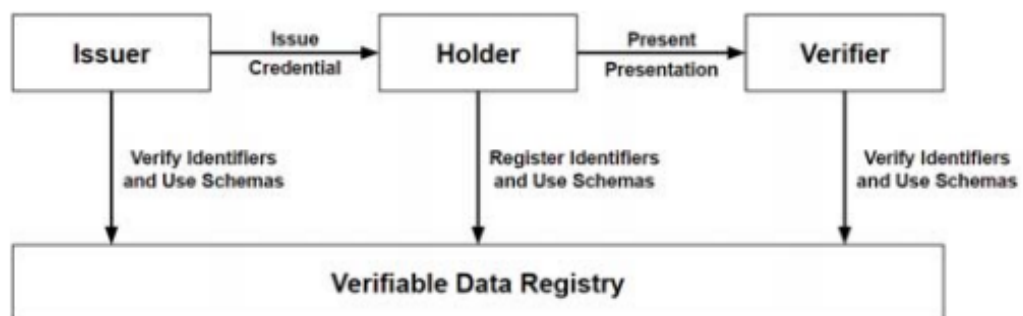 Issuer
Issue
Credential
Holder
Present
Presentation
Verifier
Verify Identifiers
and Use Schemas
Register Identifiers
and Use Schemas
Verify Identifiers
and Use Schemas
Verifiable Data Registry